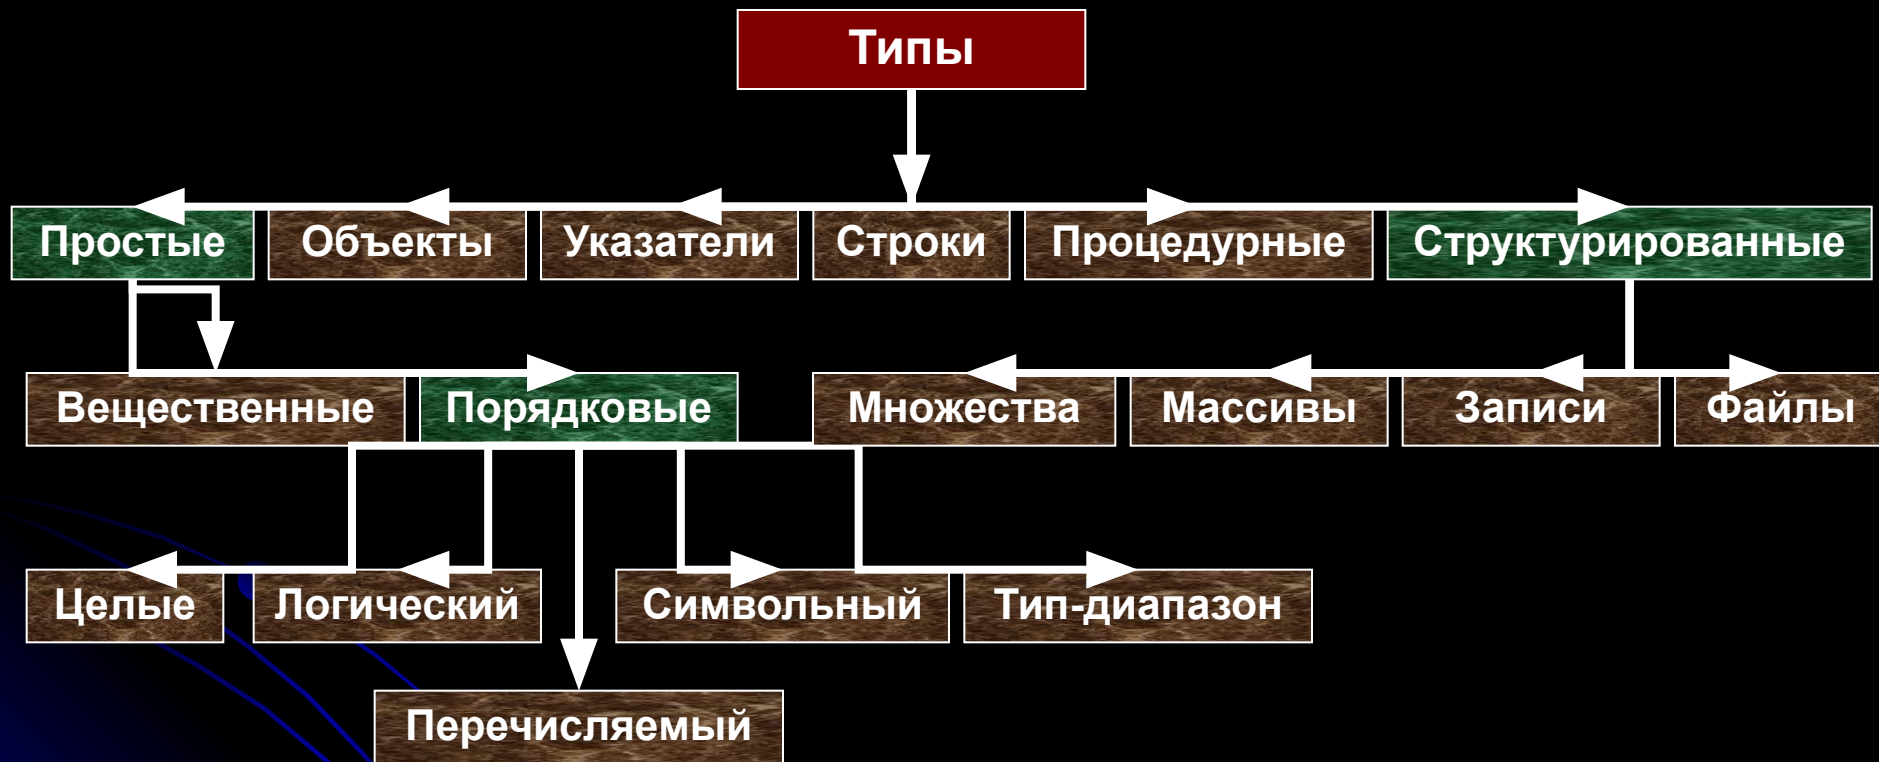 Типы
Простые
Объекты
Указатели
Строки
Процедурные
Структурированные
Вещественные
Порядковые
Множества
Массивы
Записи
Файлы
Целые
Логический
Символьный
Тип-диапазон
Перечисляемый